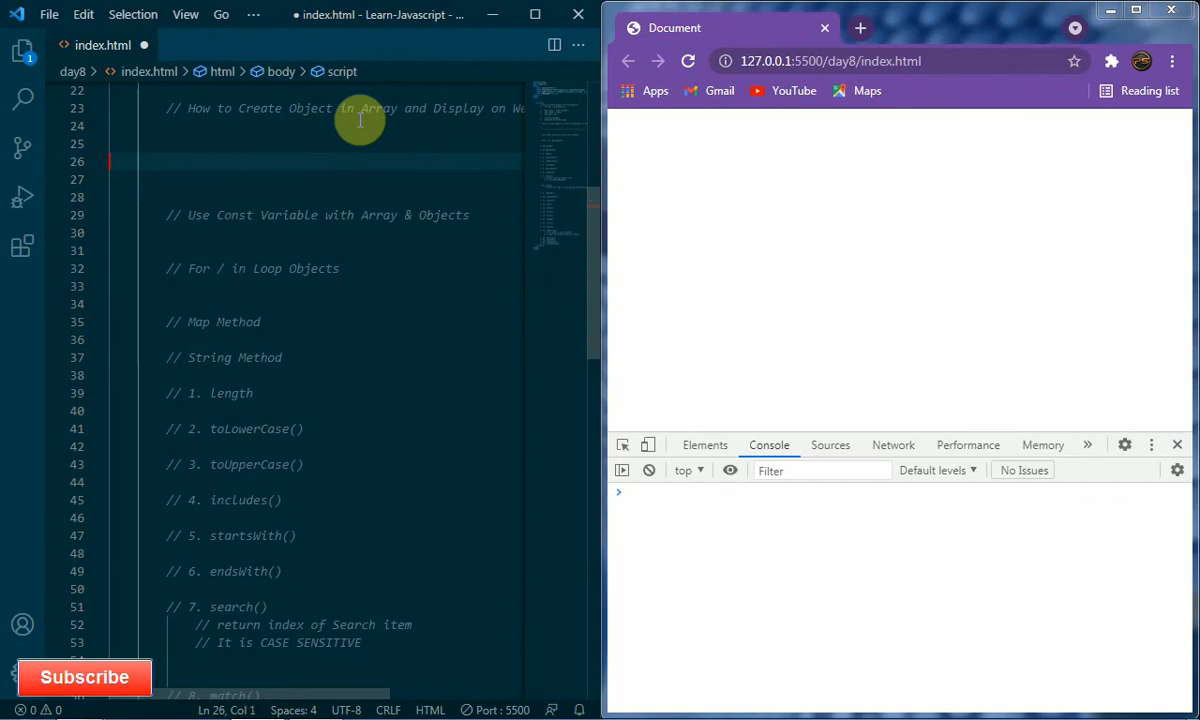 File Edit Selection View Go ··· ● index.html - Learn-Javascript - ...
index.html ●
day8 > index.html > html > body > script
22
23 // How to Create Object in Array and Display on We
24
25
26
27
28
29 // Use Const Variable with Array & Objects
30
31
32 // For / in Loop Objects
33
34
35 // Map Method
36
37 // String Method
38
39 // 1. length
40
41 // 2. toLowerCase()
42
43 // 3. toUpperCase()
44
45 // 4. includes()
46
47 // 5. startsWith()
48
49 // 6. endsWith()
50
51 // 7. search()
52 // return index of Search item
53 // It is CASE SENSITIVE
// 8. match()
1
Subscribe
0 0 Ln 26, Col 1 Spaces: 4 UTF-8 CRLF HTML Port : 5500
Document
127.0.0.1:5500/day8/index.html
Apps Gmail YouTube Maps Reading list
Elements Console Sources Network Performance Memory »
top ▼ Filter Default levels ▼ No Issues
>